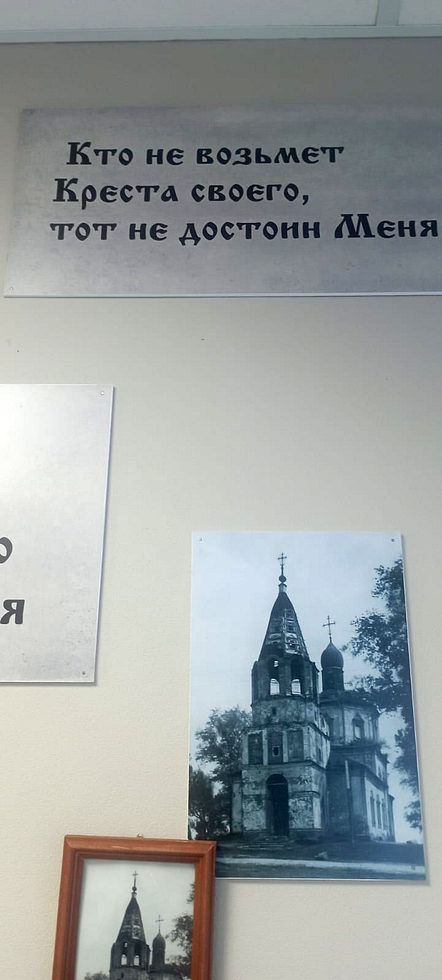 Кто не возьмет
Креста своего,
тот не достоин Меня
о
я